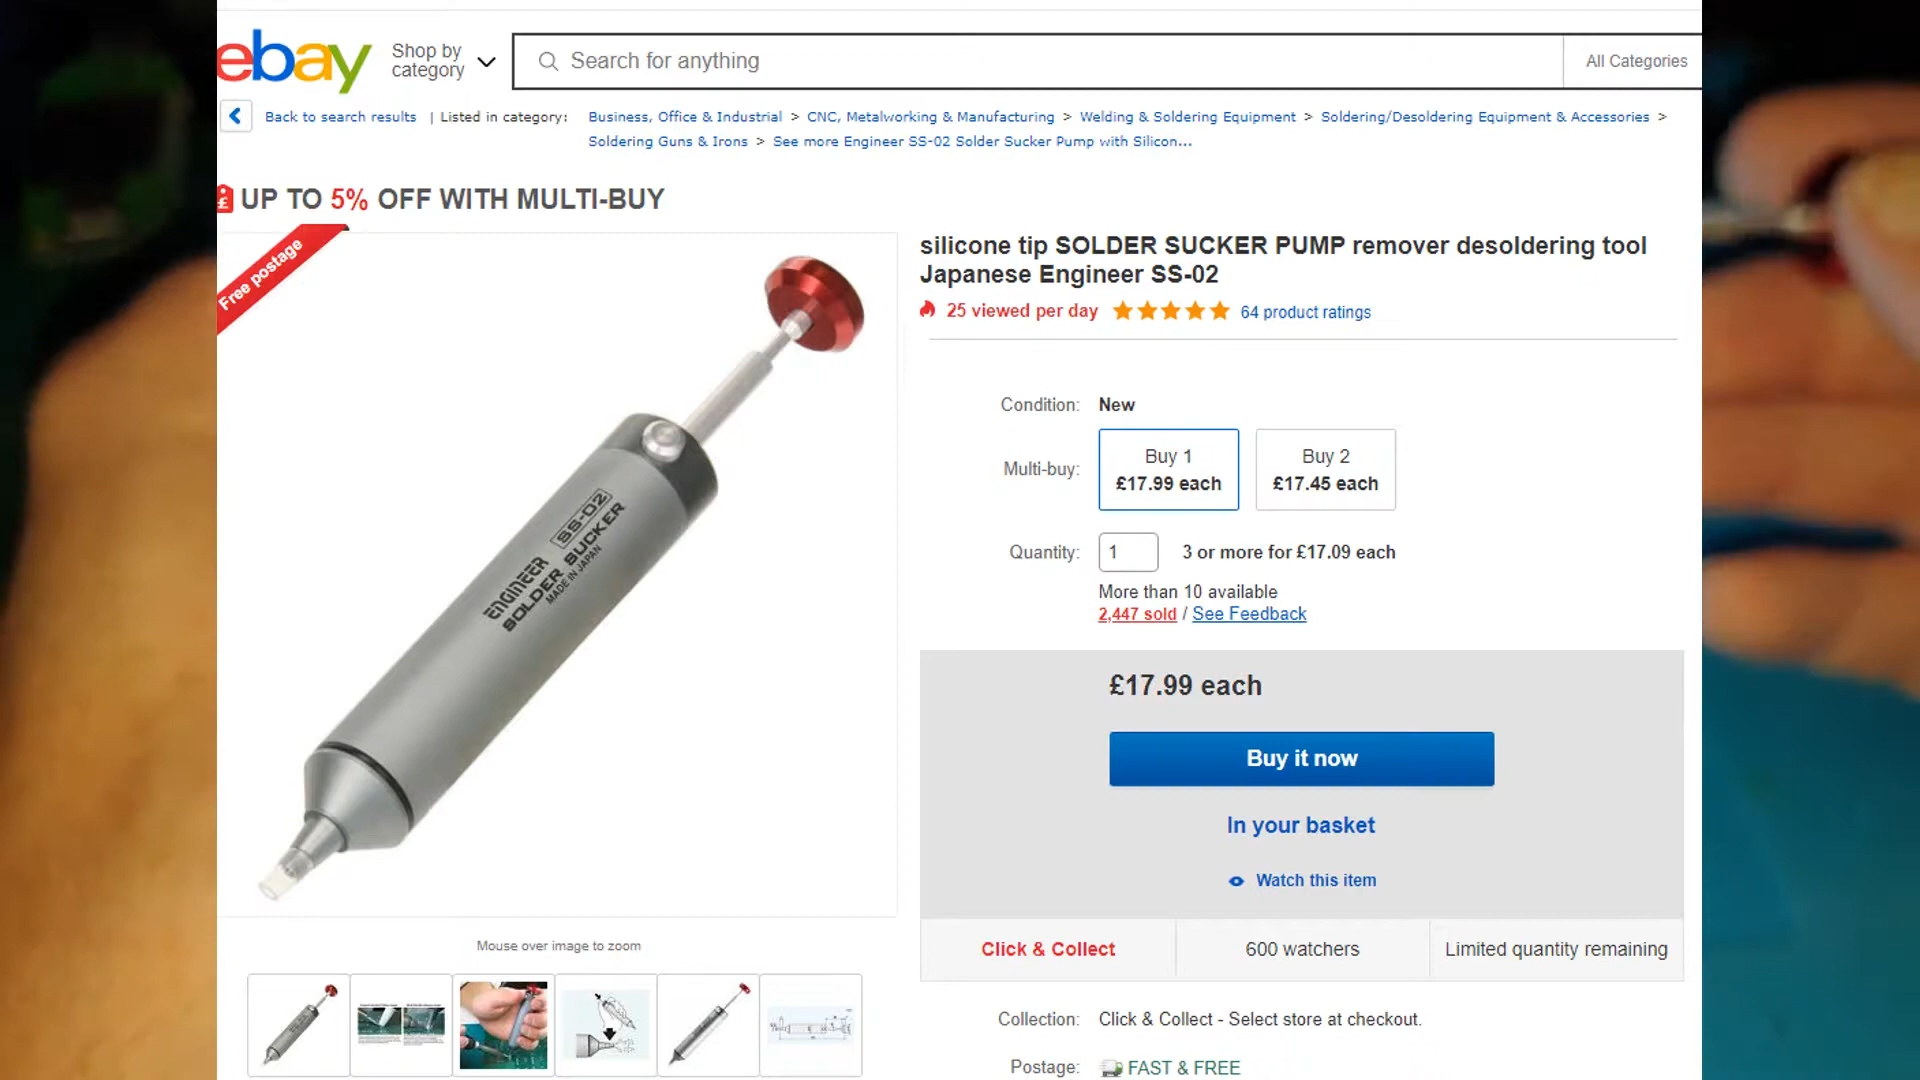 ebay
Shop by
category
Search for anything
All Categories
Back to search results | Listed in category:
Business, Office & Industrial > CNC, Metalworking & Manufacturing > Welding & Soldering Equipment > Soldering/Desoldering Equipment & Accessories >
Soldering Guns & Irons > See more Engineer SS-02 Solder Sucker Pump with Silicon...
£ UP TO 5% OFF WITH MULTI-BUY
Free postage
silicone tip SOLDER SUCKER PUMP remover desoldering tool
Japanese Engineer SS-02
25 viewed per day
64 product ratings
Condition: New
Multi-buy:
Buy 1
£17.99 each
Buy 2
£17.45 each
Quantity: 1 3 or more for £17.09 each
More than 10 available
2,447 sold / See Feedback
£17.99 each
Buy it now
In your basket
Watch this item
Click & Collect
600 watchers
Limited quantity remaining
Collection: Click & Collect - Select store at checkout.
Postage: FAST & FREE
ENGINEER SS-02
SOLDER SUCKER
MADE IN JAPAN
Mouse over image to zoom